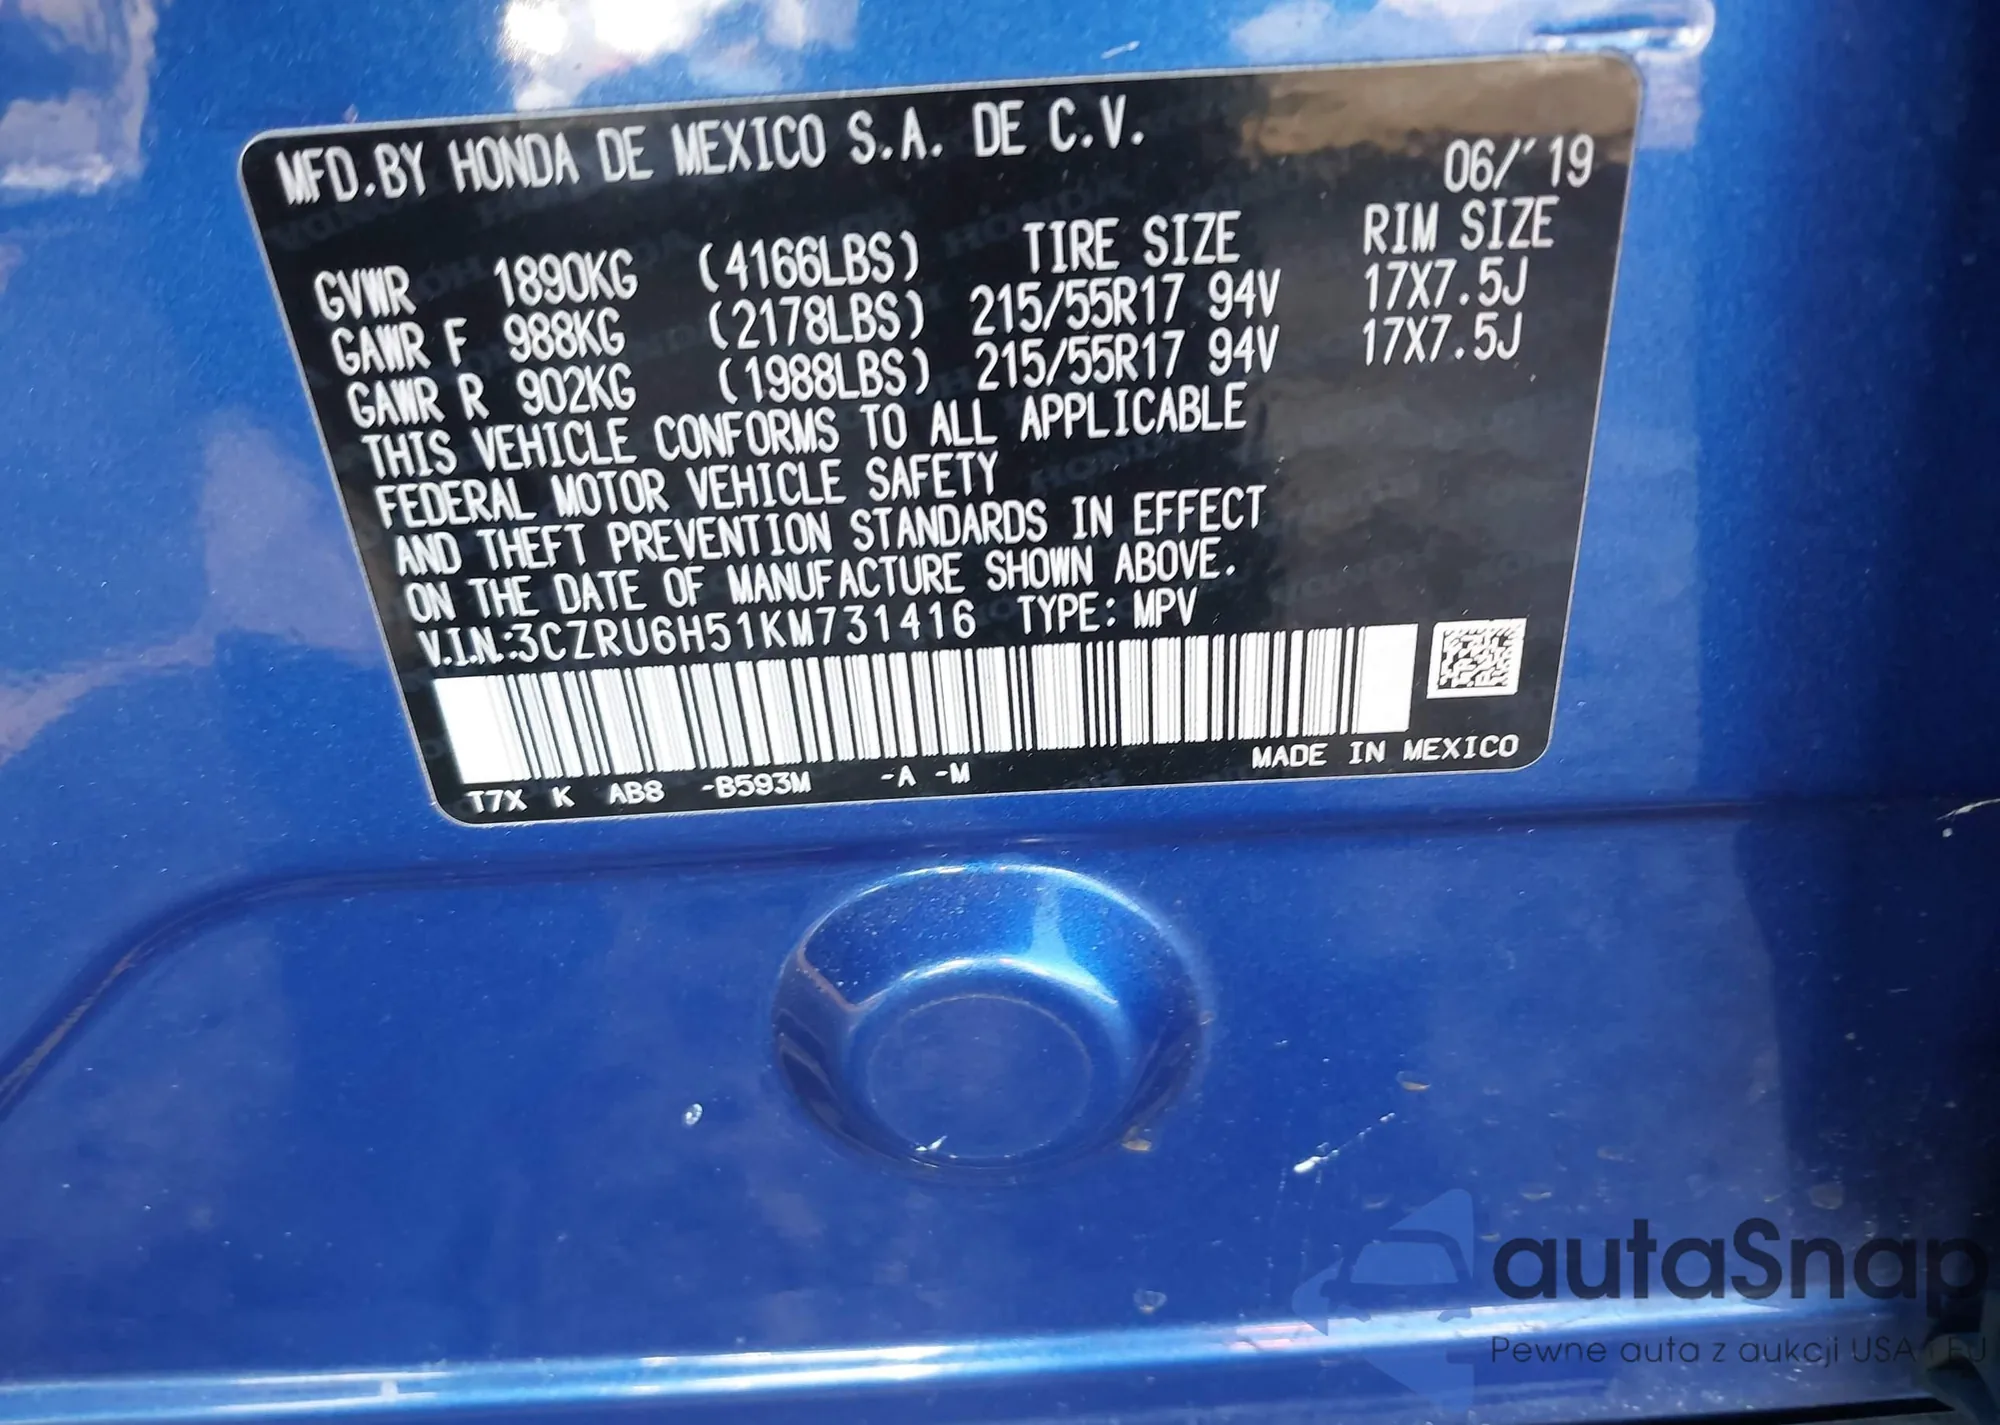 MFD.BY HONDA DE MEXICO S.A. DE C.V.
06/'19
GVWR 1890KG (4166LBS) TIRE SIZE RIM SIZE
GAWR F 988KG (2178LBS) 215/55R17 94V 17X7.5J
GAWR R 902KG (1988LBS) 215/55R17 94V 17X7.5J
THIS VEHICLE CONFORMS TO ALL APPLICABLE
FEDERAL MOTOR VEHICLE SAFETY
AND THEFT PREVENTION STANDARDS IN EFFECT
ON THE DATE OF MANUFACTURE SHOWN ABOVE.
V.I.N.:3CZRU6H51KM731416 TYPE: MPV
T7X K AB8 -B593M -A -M MADE IN MEXICO
autaSnap
Pewne auta z aukcji USA i EU